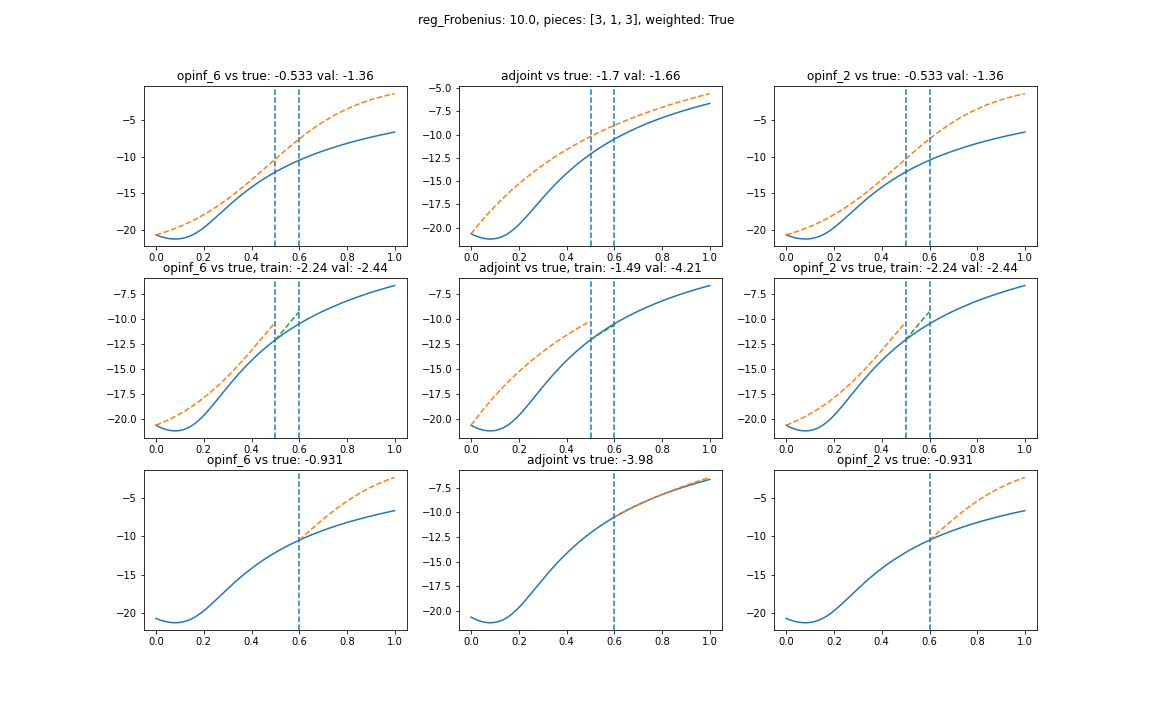 reg_Frobenius: 10.0, pieces: [3, 1, 3], weighted: True
opinf_6 vs true: -0.533 val: -1.36
−5
−10
−15
−20
0.0 0.2 0.4 0.6 0.8 1.0
adjoint vs true: -1.7 val: -1.66
−5.0
−7.5
−10.0
−12.5
−15.0
−17.5
−20.0
0.0 0.2 0.4 0.6 0.8 1.0
opinf_2 vs true: -0.533 val: -1.36
−5
−10
−15
−20
0.0 0.2 0.4 0.6 0.8 1.0
opinf_6 vs true, train: -2.24 val: -2.44
−7.5
−10.0
−12.5
−15.0
−17.5
−20.0
0.0 0.2 0.4 0.6 0.8 1.0
adjoint vs true, train: -1.49 val: -4.21
−7.5
−10.0
−12.5
−15.0
−17.5
−20.0
0.0 0.2 0.4 0.6 0.8 1.0
opinf_2 vs true, train: -2.24 val: -2.44
−7.5
−10.0
−12.5
−15.0
−17.5
−20.0
0.0 0.2 0.4 0.6 0.8 1.0
opinf_6 vs true: -0.931
−5
−10
−15
−20
0.0 0.2 0.4 0.6 0.8 1.0
adjoint vs true: -3.98
−7.5
−10.0
−12.5
−15.0
−17.5
−20.0
0.0 0.2 0.4 0.6 0.8 1.0
opinf_2 vs true: -0.931
−5
−10
−15
−20
0.0 0.2 0.4 0.6 0.8 1.0